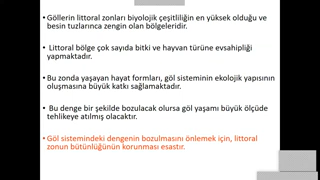 • Göllerin littoral zonları biyolojik çeşitliliğin en yüksek olduğu ve
besin tuzlarınca zengin olan bölgeleridir.
• Littoral bölge çok sayıda bitki ve hayvan türüne evsahipliği
yapmaktadır.
• Bu zonda yaşayan hayat formları, göl sisteminin ekolojik yapısının
oluşmasına büyük katkı sağlamaktadır.
• Bu denge bir şekilde bozulacak olursa göl yaşamı büyük ölçüde
tehlikeye atılmış olacaktır.
• Göl sistemindeki dengenin bozulmasını önlemek için, littoral
zonun bütünlüğünün korunması esastır.